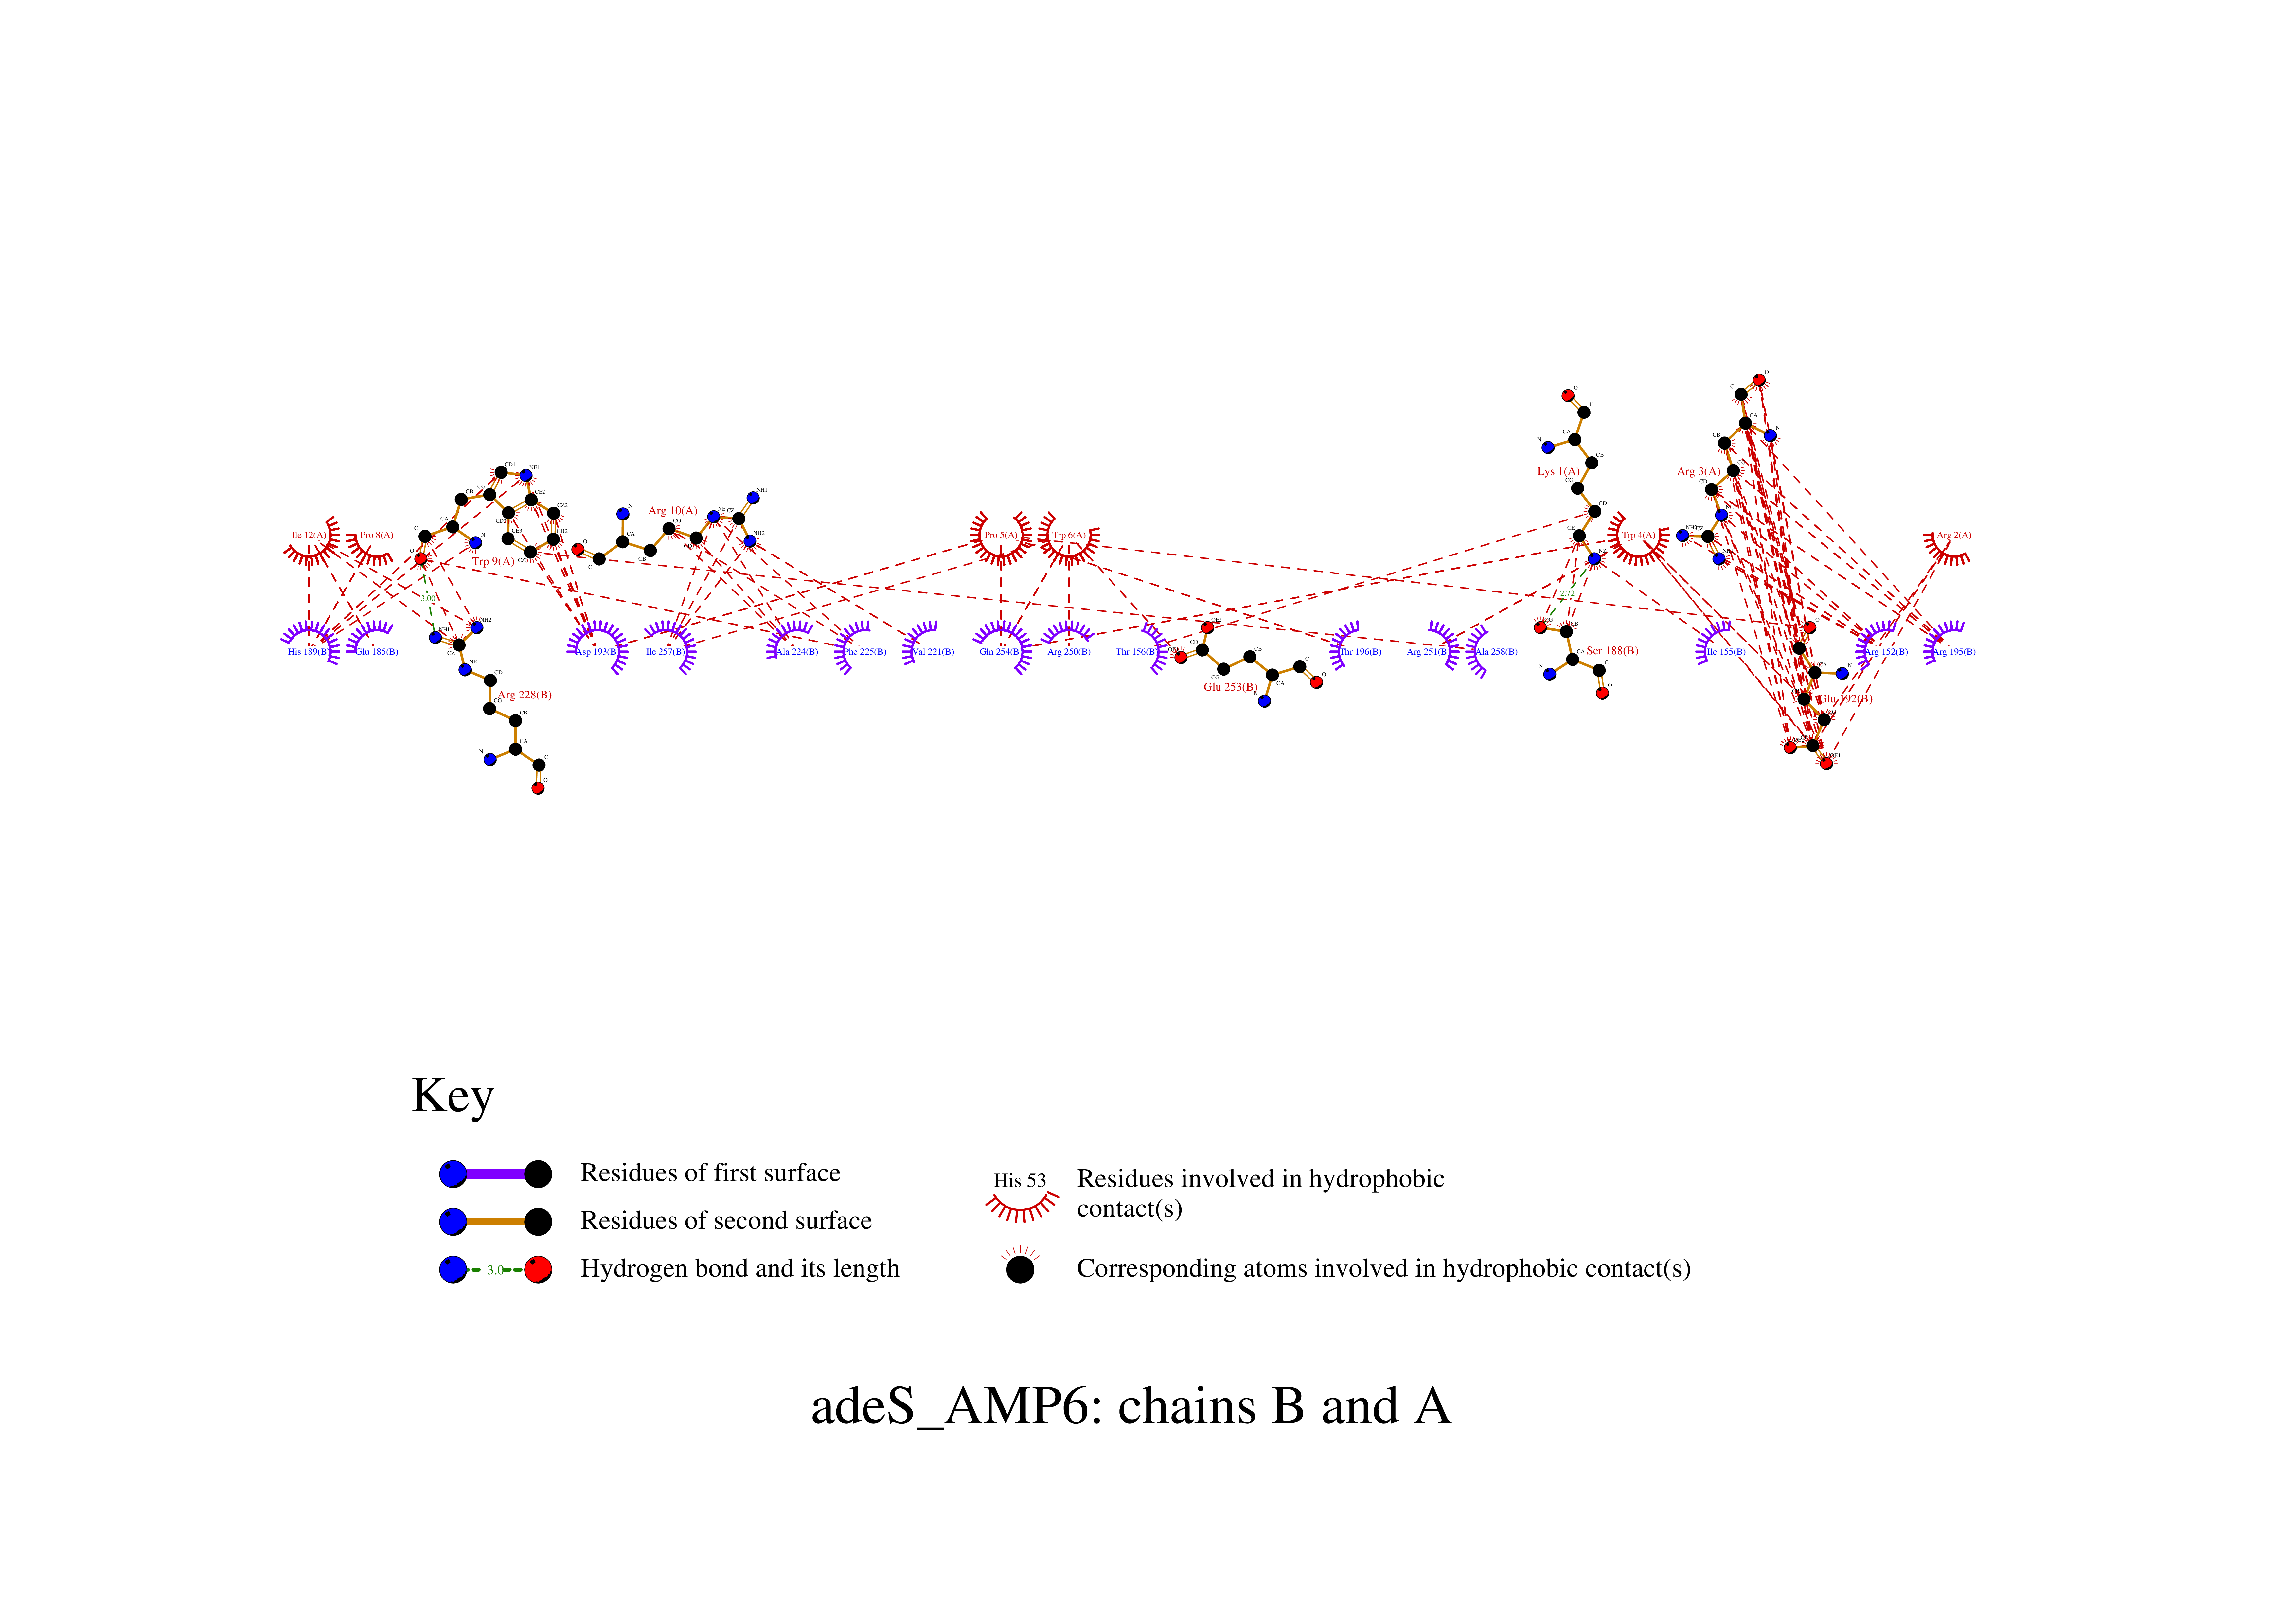 Ile 12(A)
Pro 8(A)
Trp 9(A)
Arg 10(A)
Pro 5(A)
Trp 6(A)
Lys 1(A)
Trp 4(A)
Arg 3(A)
Arg 2(A)
3.00
2.72
His 189(B)
Glu 185(B)
Arg 228(B)
Asp 193(B)
Ile 257(B)
Ala 224(B)
Phe 225(B)
Val 221(B)
Gln 254(B)
Arg 250(B)
Thr 156(B)
Glu 253(B)
Thr 196(B)
Arg 251(B)
Ala 258(B)
Ser 188(B)
Ile 155(B)
Glu 192(B)
Arg 152(B)
Arg 195(B)
Key
Residues of first surface
Residues of second surface
3.0
Hydrogen bond and its length
His 53
Residues involved in hydrophobic
contact(s)
Corresponding atoms involved in hydrophobic contact(s)
adeS_AMP6: chains B and A